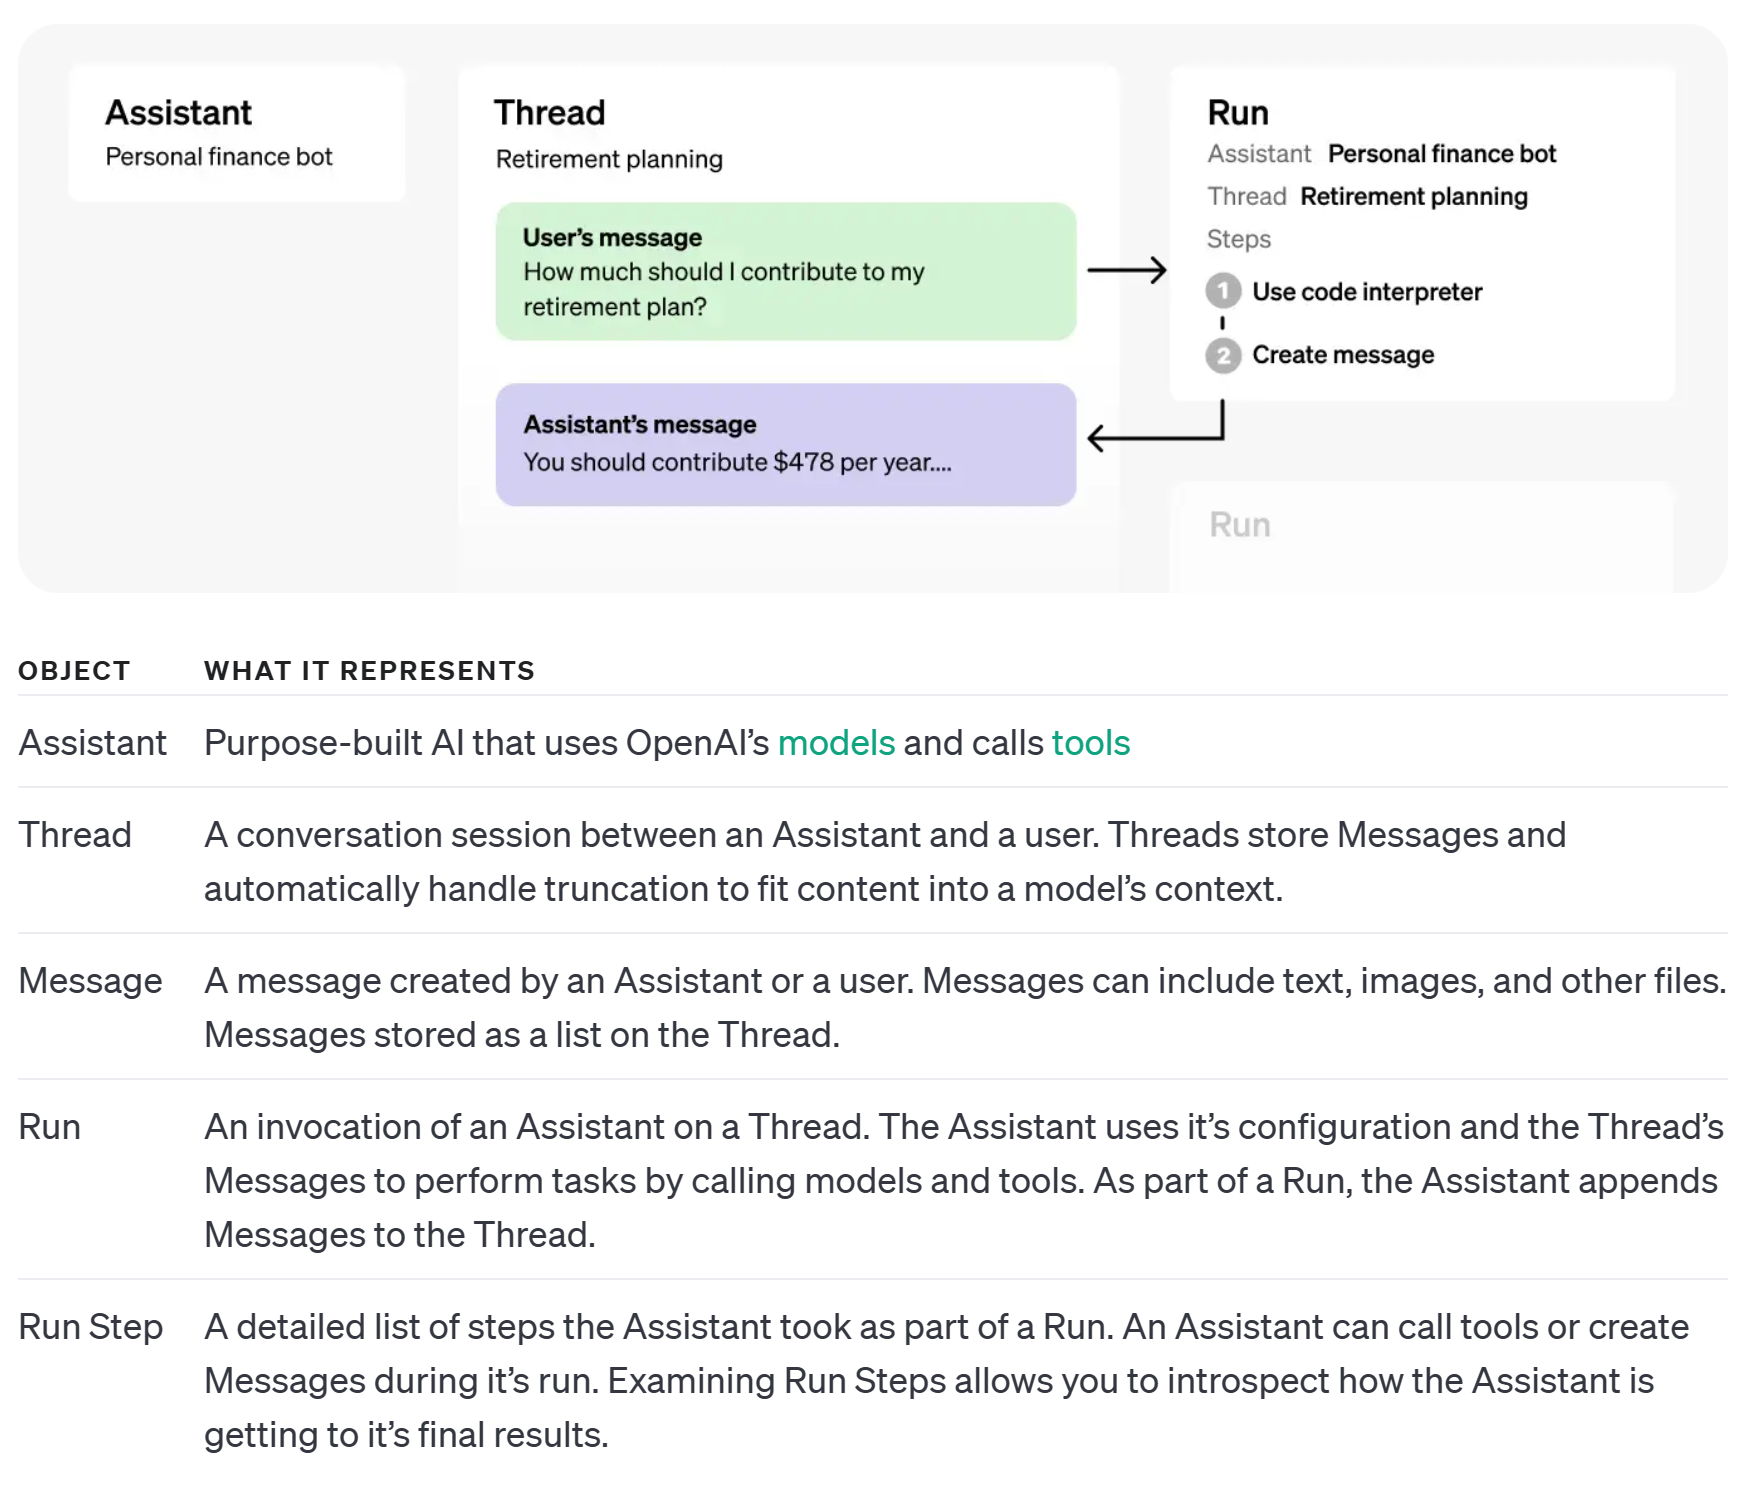 Assistant
Personal finance bot
Thread
Retirement planning
User’s message
How much should I contribute to my
retirement plan?
Assistant’s message
You should contribute $478 per year....
Run
Assistant Personal finance bot
Thread Retirement planning
Steps
1 Use code interpreter
2 Create message
Run
OBJECT WHAT IT REPRESENTS
Assistant Purpose-built AI that uses OpenAI’s models and calls tools
Thread A conversation session between an Assistant and a user. Threads store Messages and
automatically handle truncation to fit content into a model’s context.
Message A message created by an Assistant or a user. Messages can include text, images, and other files.
Messages stored as a list on the Thread.
Run An invocation of an Assistant on a Thread. The Assistant uses it’s configuration and the Thread’s
Messages to perform tasks by calling models and tools. As part of a Run, the Assistant appends
Messages to the Thread.
Run Step A detailed list of steps the Assistant took as part of a Run. An Assistant can call tools or create
Messages during it’s run. Examining Run Steps allows you to introspect how the Assistant is
getting to it’s final results.